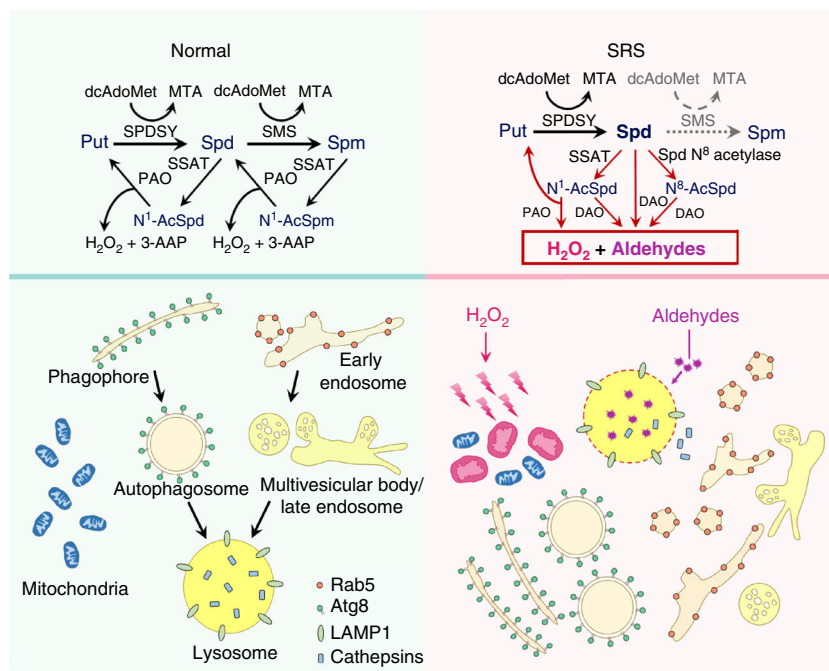 Normal
dcAdoMet MTA dcAdoMet MTA
SPDSY SMS
Put Spd Spm
SSAT SSAT
PAO PAO
N¹-AcSpd N¹-AcSpm
H₂O₂ + 3-AAP H₂O₂ + 3-AAP
SRS
dcAdoMet MTA dcAdoMet MTA
SPDSY SMS
Put Spd Spm
SSAT Spd N⁸ acetylase
N¹-AcSpd N⁸-AcSpd
PAO DAO DAO DAO
H₂O₂ + Aldehydes
Phagophore
Early
endosome
Autophagosome
Multivesicular body/
late endosome
Mitochondria
Lysosome
Rab5
Atg8
LAMP1
Cathepsins
H₂O₂
Aldehydes